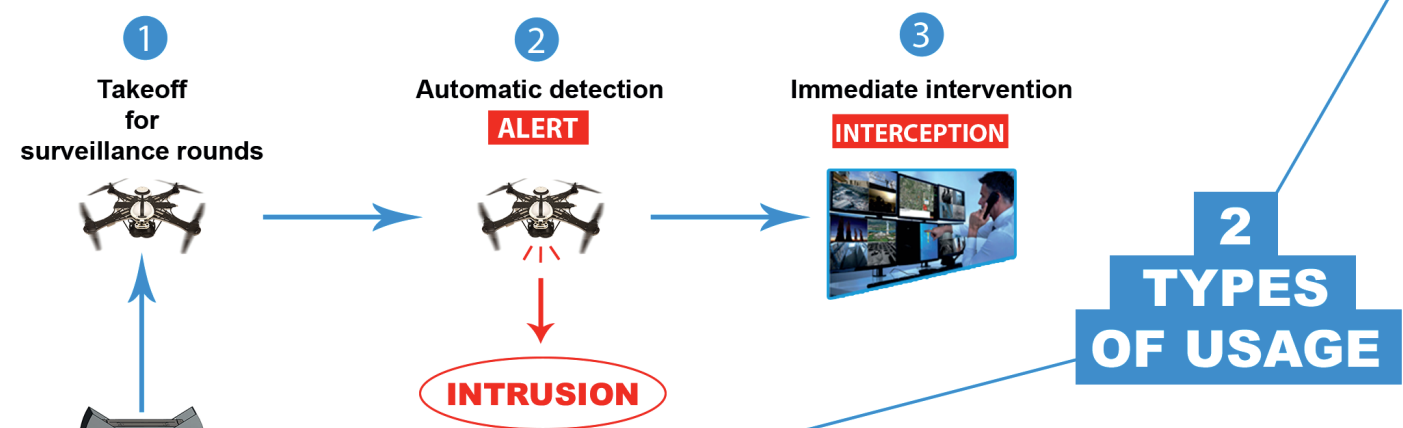 1
Takeoff
for
surveillance rounds
2
Automatic detection
ALERT
INTRUSION
3
Immediate intervention
INTERCEPTION
2
TYPES
OF USAGE